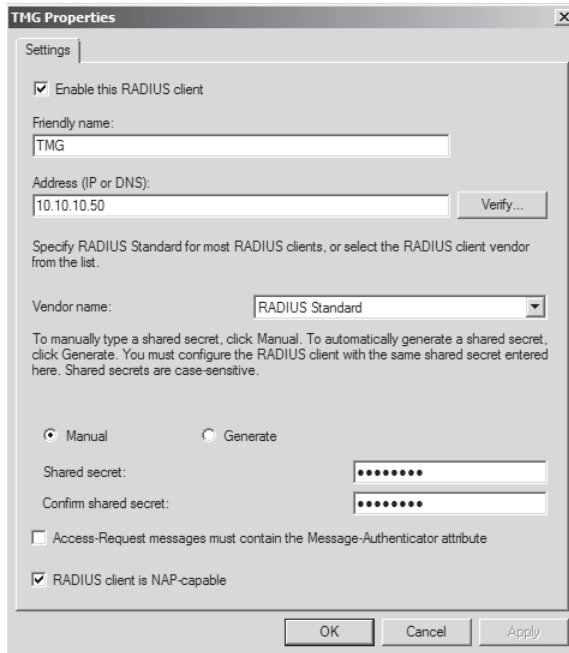 TMG Properties
Settings
Enable this RADIUS client
Friendly name:
TMG
Address (IP or DNS):
10.10.10.50
Verify...
Specify RADIUS Standard for most RADIUS clients, or select the RADIUS client vendor
from the list.
Vendor name:
RADIUS Standard
To manually type a shared secret, click Manual. To automatically generate a shared secret,
click Generate. You must configure the RADIUS client with the same shared secret entered
here. Shared secrets are case-sensitive.
Manual
Generate
Shared secret:
••••••••
Confirm shared secret:
••••••••
Access-Request messages must contain the Message-Authenticator attribute
RADIUS client is NAP-capable
OK
Cancel
Apply